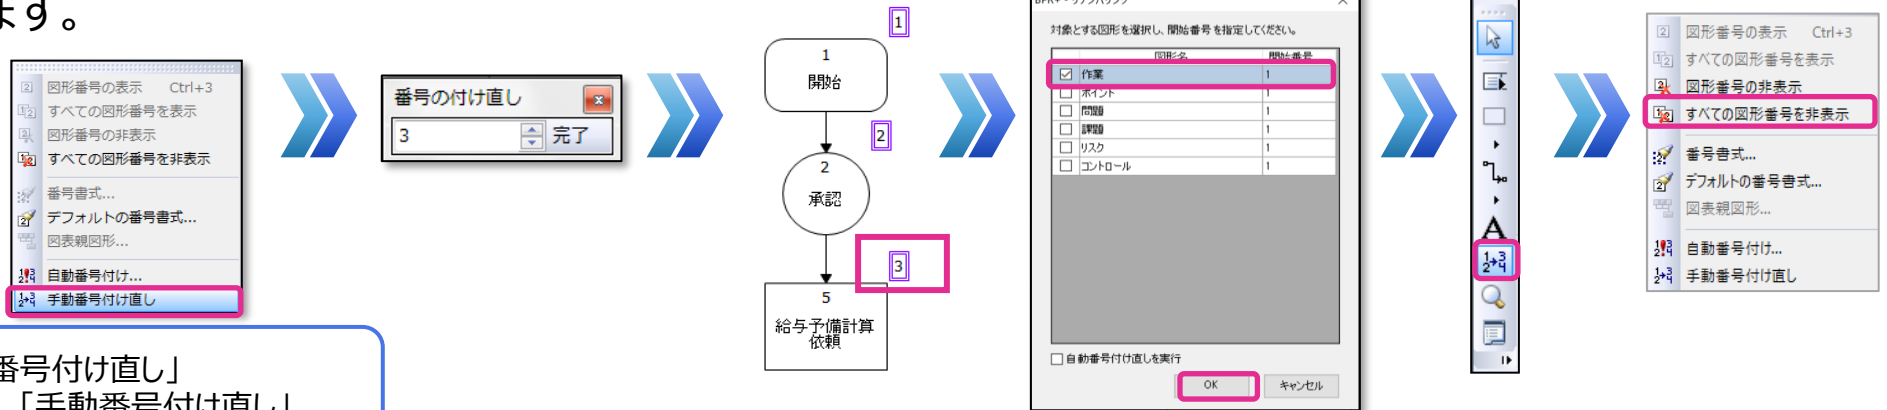 ます。
図形番号の表示 Ctrl+3
すべての図形番号を表示
図形番号の非表示
すべての図形番号を非表示
番号書式...
デフォルトの番号書式...
図表親図形...
自動番号付け...
手動番号付け直し
番号付け直し」
「手動番号付け直し」
番号の付け直し
3 完了
1
1
開始
2
2
承認
3
5
給与予備計算
依頼
対象とする図形を選択し、開始番号を指定してください。
図形名 開始番号
作業 1
ポイント 1
問題 1
課題 1
リスク 1
コントロール 1
自動番号付け直しを実行
OK キャンセル
A
図形番号の表示 Ctrl+3
すべての図形番号を表示
図形番号の非表示
すべての図形番号を非表示
番号書式...
デフォルトの番号書式...
図表親図形...
自動番号付け...
手動番号付け直し